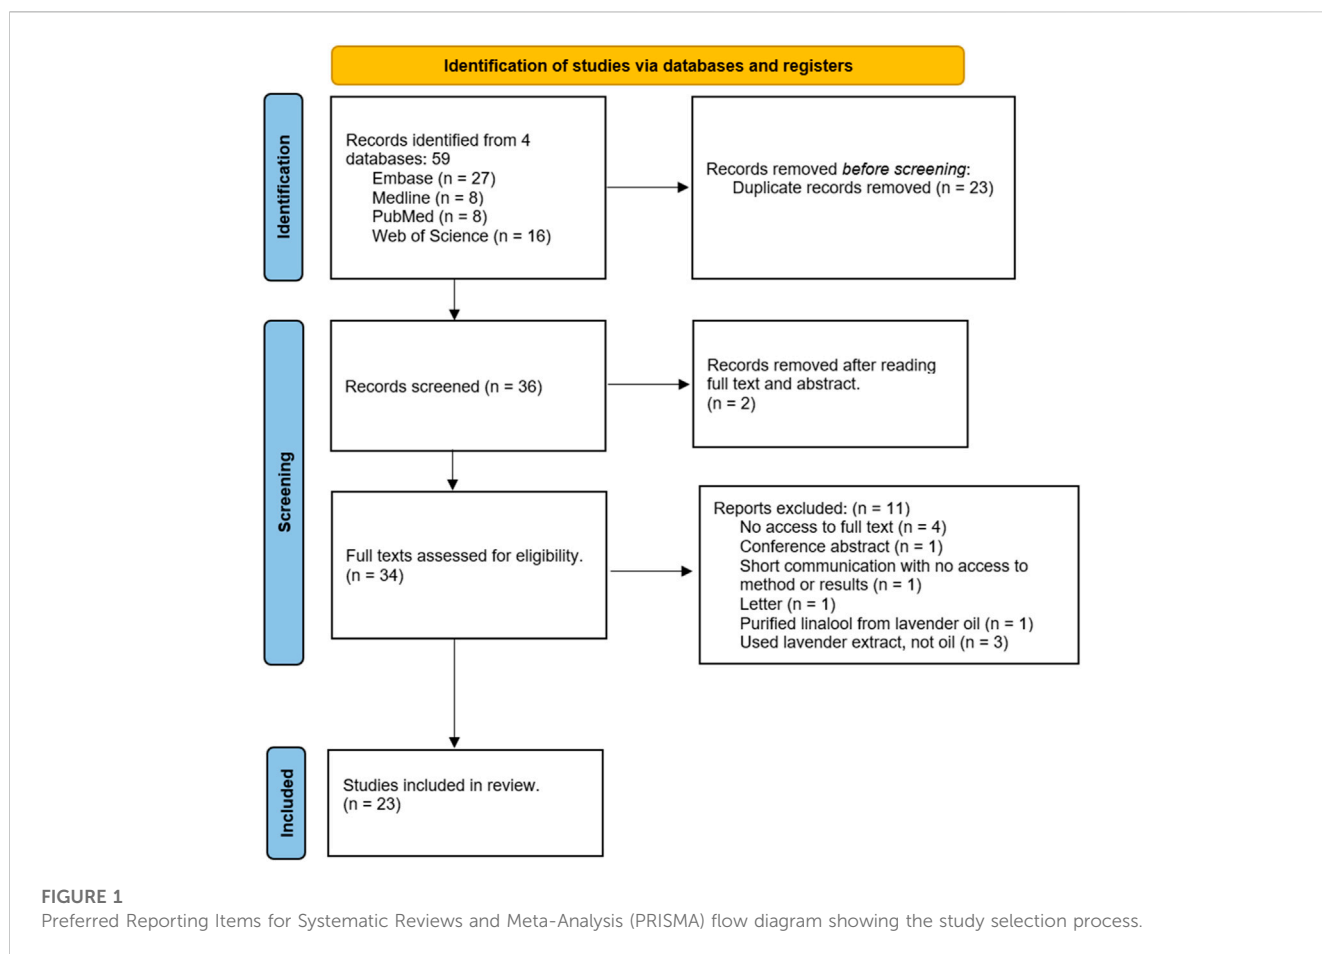 Identification of studies via databases and registers
Identification
Records identified from 4
databases: 59
Embase (n = 27)
Medline (n = 8)
PubMed (n = 8)
Web of Science (n = 16)
Records removed before screening:
Duplicate records removed (n = 23)
Screening
Records screened (n = 36)
Records removed after reading
full text and abstract.
(n = 2)
Full texts assessed for eligibility.
(n = 34)
Reports excluded: (n = 11)
No access to full text (n = 4)
Conference abstract (n = 1)
Short communication with no access to
method or results (n = 1)
Letter (n = 1)
Purified linalool from lavender oil (n = 1)
Used lavender extract, not oil (n = 3)
Included
Studies included in review.
(n = 23)
FIGURE 1
Preferred Reporting Items for Systematic Reviews and Meta-Analysis (PRISMA) flow diagram showing the study selection process.